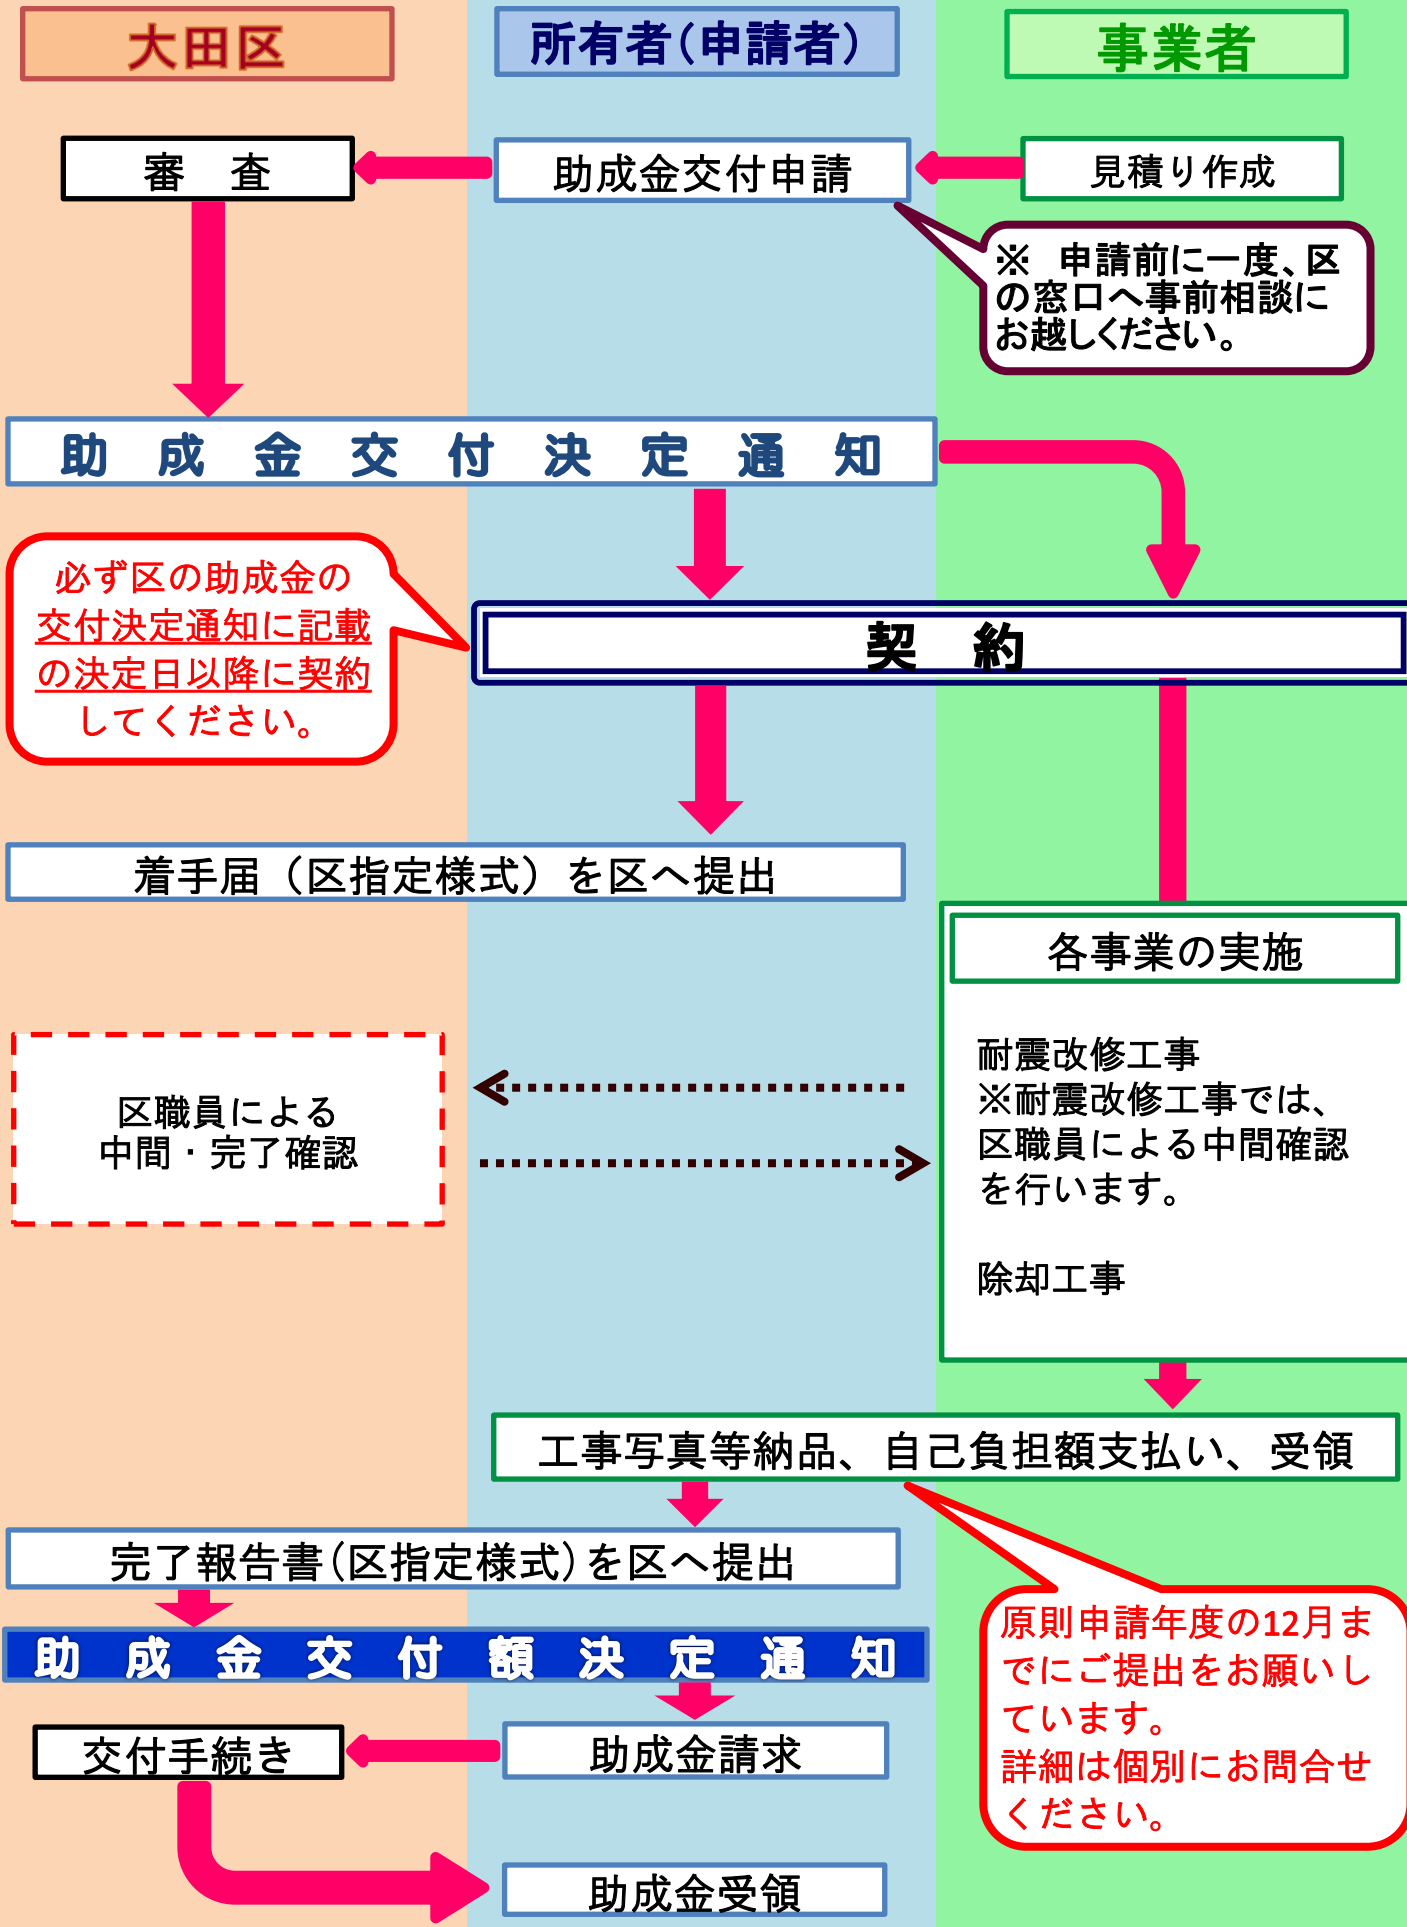 大田区
所有者(申請者)
事業者
審　査
助成金交付申請
見積り作成
※　申請前に一度、区
の窓口へ事前相談に
お越しください。
助　成　金　交　付　決　定　通　知
必ず区の助成金の
交付決定通知に記載
の決定日以降に契約
してください。
契　約
着手届（区指定様式）を区へ提出
各事業の実施
耐震改修工事
※耐震改修工事では、
区職員による中間確認
を行います。
除却工事
区職員による
中間・完了確認
工事写真等納品、自己負担額支払い、受領
完了報告書(区指定様式)を区へ提出
原則申請年度の12月ま
でにご提出をお願いし
ています。
詳細は個別にお問合せ
ください。
助　成　金　交　付　額　決　定　通　知
交付手続き
助成金請求
助成金受領